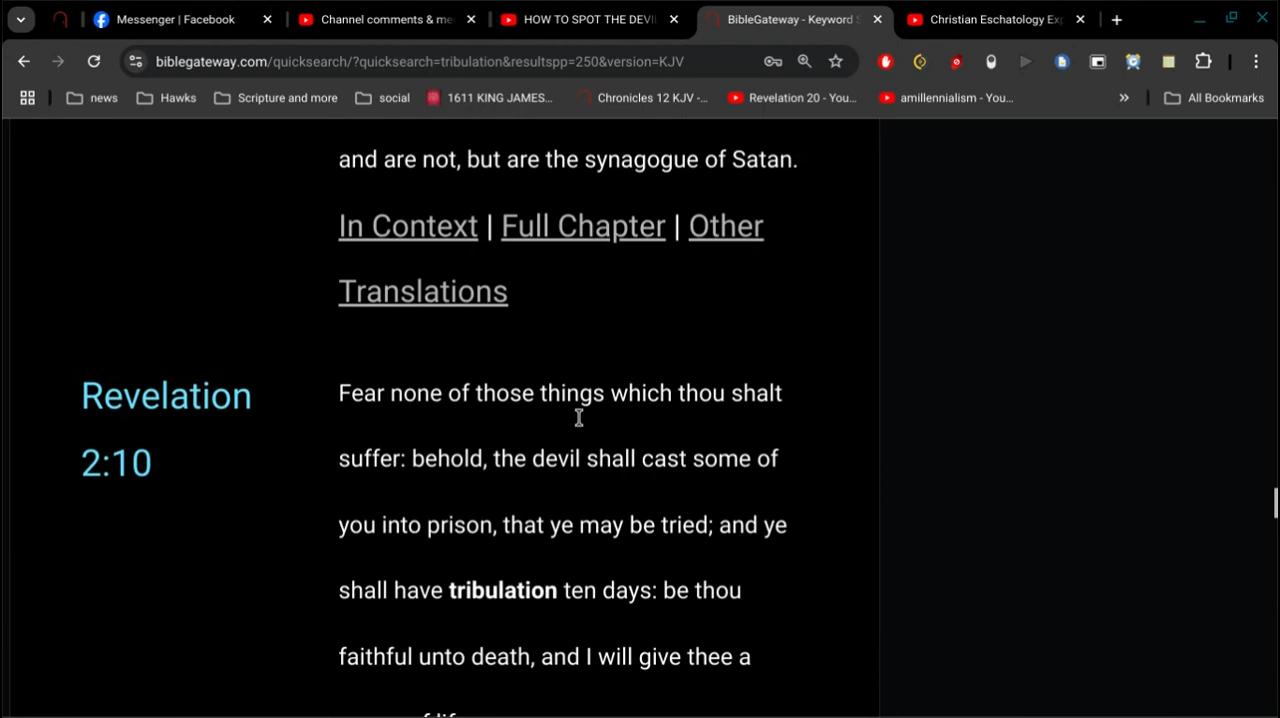 Messenger | Facebook
Channel comments & me
HOW TO SPOT THE DEVI
BibleGateway - Keyword S
Christian Eschatology Ex
biblegateway.com/quicksearch/?quicksearch=tribulation&resultspp=250&version=KJV
news
Hawks
Scripture and more
social
1611 KING JAMES...
Chronicles 12 KJV -...
Revelation 20 - You...
amillennialism - You...
»
All Bookmarks
and are not, but are the synagogue of Satan.
In Context | Full Chapter | Other
Translations
Revelation
2:10
Fear none of those things which thou shalt
suffer: behold, the devil shall cast some of
you into prison, that ye may be tried; and ye
shall have tribulation ten days: be thou
faithful unto death, and I will give thee a